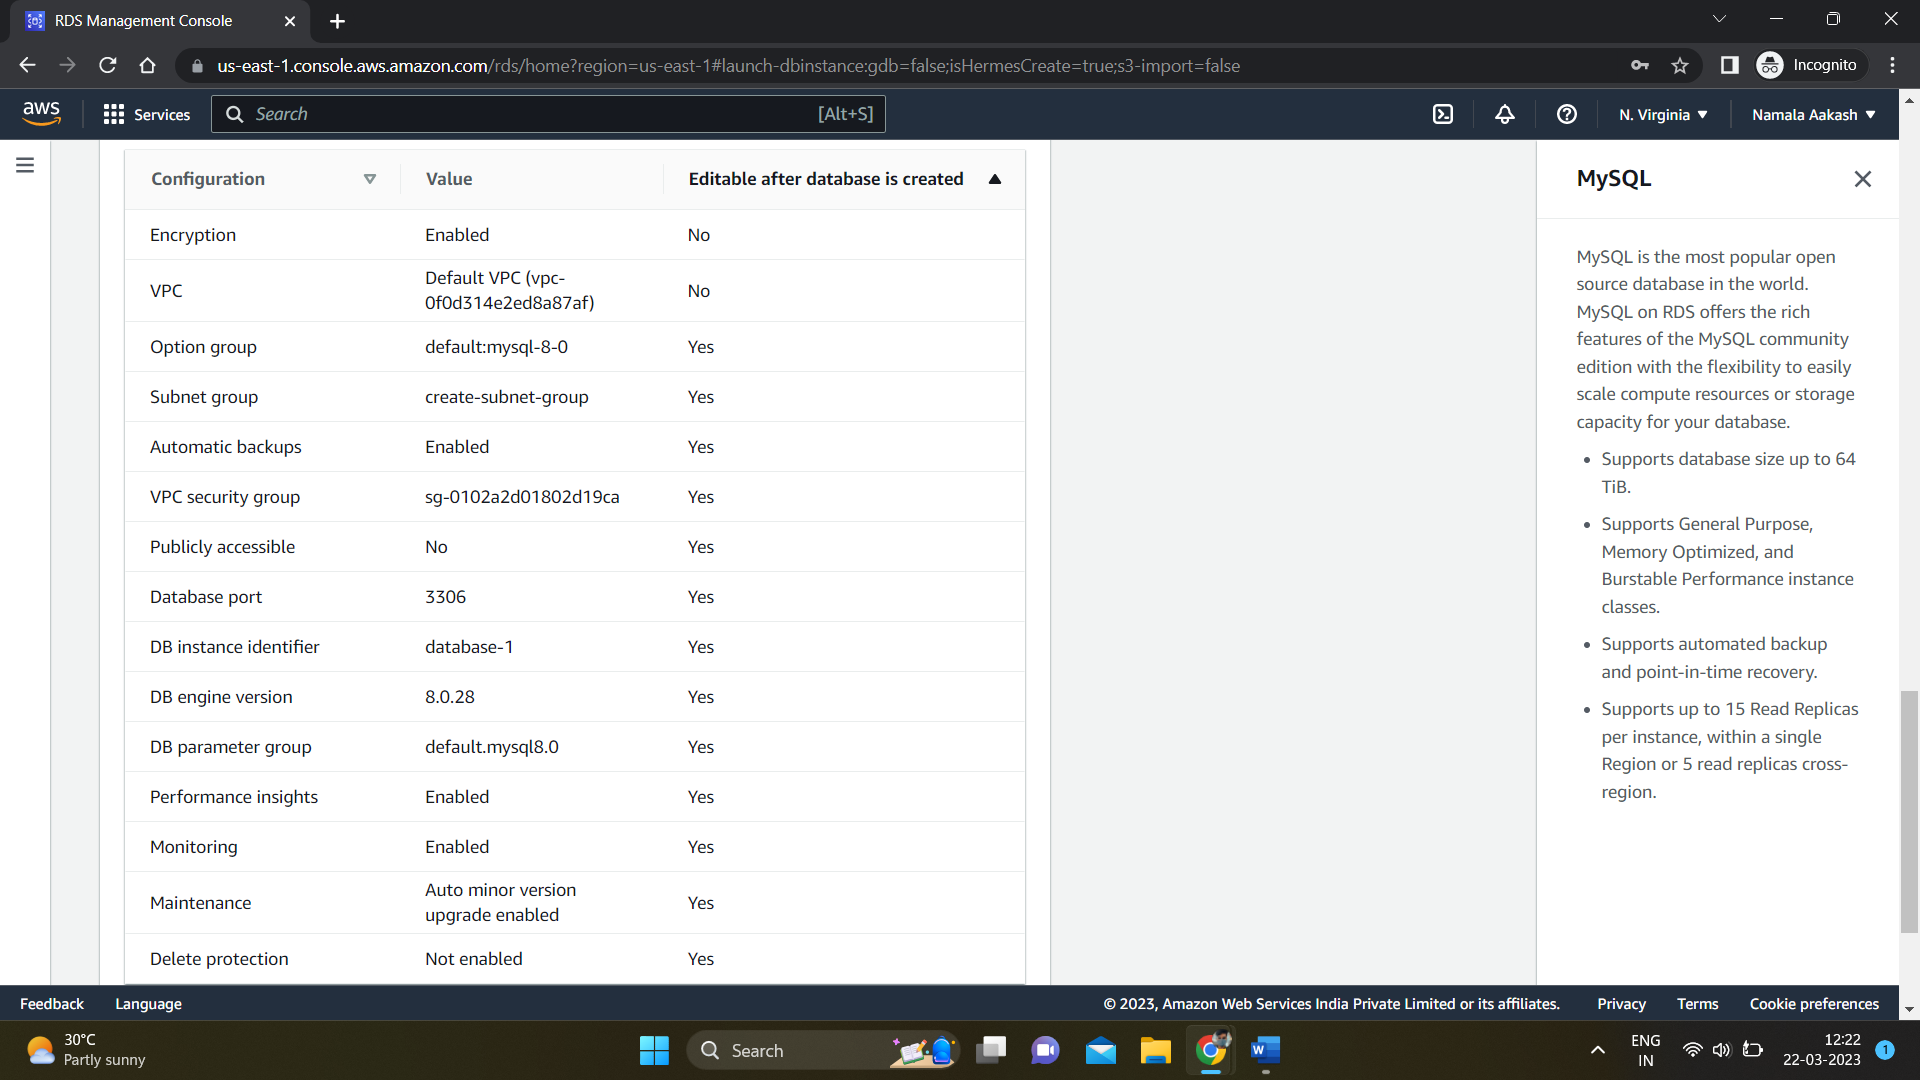 RDS Management Console
us-east-1.console.aws.amazon.com/rds/home?region=us-east-1#launch-dbinstance:gdb=false;isHermesCreate=true;s3-import=false
Incognito
aws
Services
Search
[Alt+S]
N. Virginia
Namala Aakash
Configuration Value Editable after database is created
Encryption Enabled No
VPC Default VPC (vpc-
0f0d314e2ed8a87af) No
Option group default:mysql-8-0 Yes
Subnet group create-subnet-group Yes
Automatic backups Enabled Yes
VPC security group sg-0102a2d01802d19ca Yes
Publicly accessible No Yes
Database port 3306 Yes
DB instance identifier database-1 Yes
DB engine version 8.0.28 Yes
DB parameter group default.mysql8.0 Yes
Performance insights Enabled Yes
Monitoring Enabled Yes
Maintenance Auto minor version
upgrade enabled Yes
Delete protection Not enabled Yes
MySQL
MySQL is the most popular open
source database in the world.
MySQL on RDS offers the rich
features of the MySQL community
edition with the flexibility to easily
scale compute resources or storage
capacity for your database.
• Supports database size up to 64
TiB.
• Supports General Purpose,
Memory Optimized, and
Burstable Performance instance
classes.
• Supports automated backup
and point-in-time recovery.
• Supports up to 15 Read Replicas
per instance, within a single
Region or 5 read replicas cross-
region.
Feedback Language © 2023, Amazon Web Services India Private Limited or its affiliates. Privacy Terms Cookie preferences
30°C
Partly sunny
Search
W
ENG
IN
12:22
22-03-2023
1